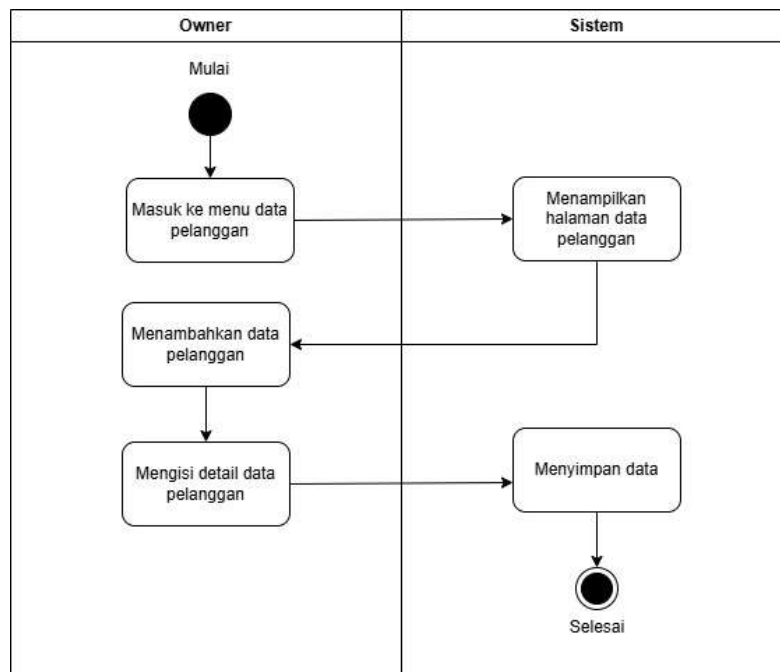 Owner
Sistem
Mulai
Masuk ke menu data
pelanggan
Menampilkan
halaman data
pelanggan
Menambahkan data
pelanggan
Mengisi detail data
pelanggan
Menyimpan data
Selesai